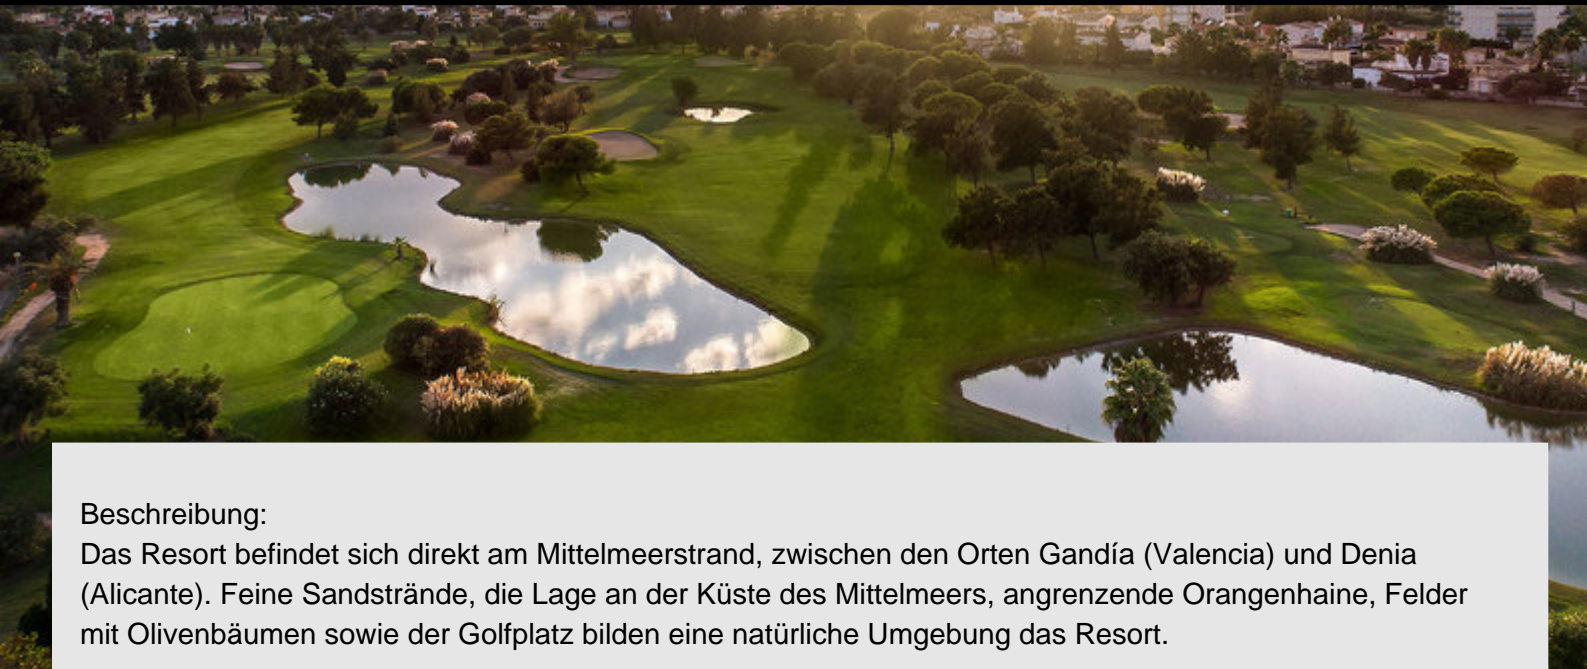 Beschreibung:
Das Resort befindet sich direkt am Mittelmeerstrand, zwischen den Orten Gandía (Valencia) und Denia
(Alicante). Feine Sandstrände, die Lage an der Küste des Mittelmeers, angrenzende Orangenhaine, Felder
mit Olivenbäumen sowie der Golfplatz bilden eine natürliche Umgebung das Resort.